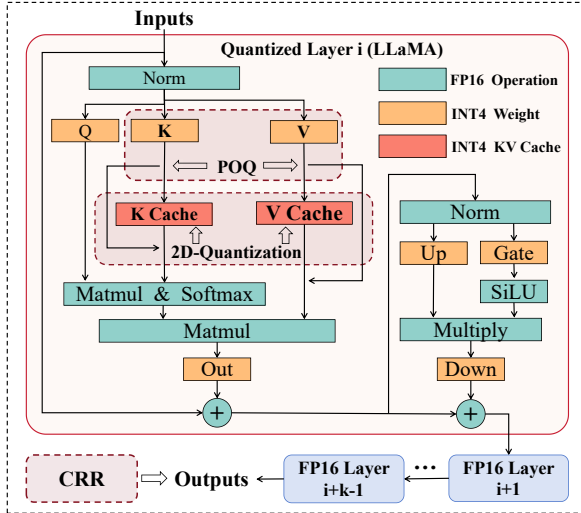 Inputs
Quantized Layer i (LLaMA)
Norm
FP16 Operation
INT4 Weight
INT4 KV Cache
Q
K
V
POQ
K Cache
V Cache
2D-Quantization
Norm
Up
Gate
SiLU
Matmul & Softmax
Matmul
Multiply
Out
Down
+
+
CRR
Outputs
FP16 Layer
i+k-1
...
FP16 Layer
i+1